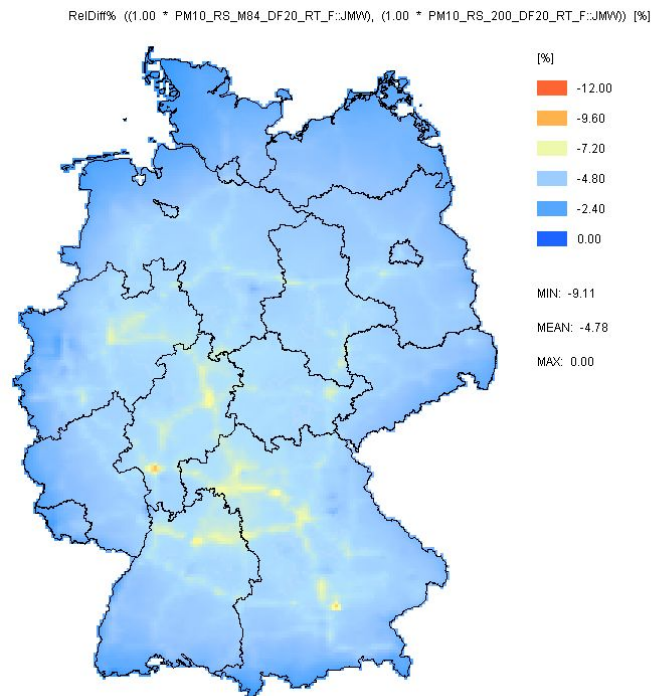 RelDiff% ((1.00 * PM10_RS_M84_DF20_RT_F::JMW), (1.00 * PM10_RS_200_DF20_RT_F::JMW)) [%]
[%]
-12.00
-9.60
-7.20
-4.80
-2.40
0.00
MIN: -9.11
MEAN: -4.78
MAX: 0.00